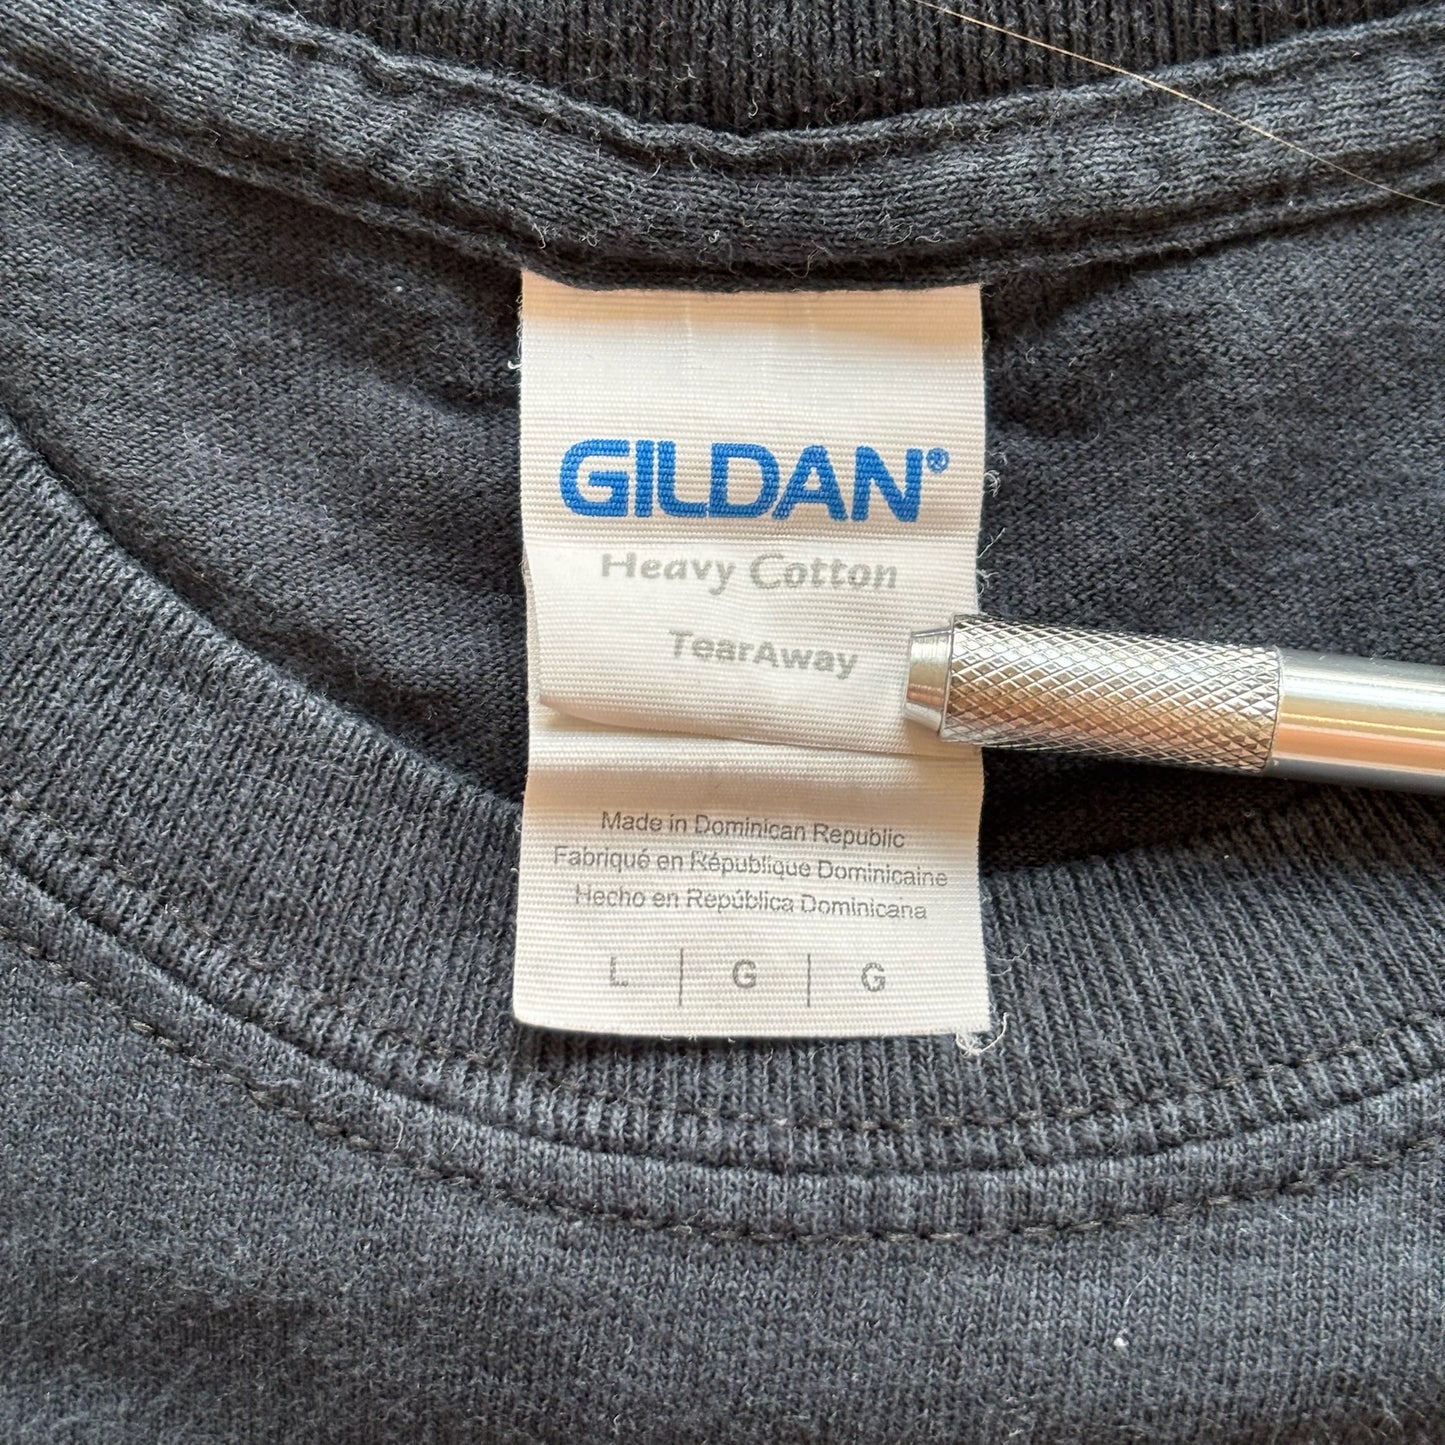 GILDAN®
Heavy Cotton
TearAway
Made in Dominican Republic
Fabriqué en République Dominicaine
Hecho en República Dominicana
L | G | G